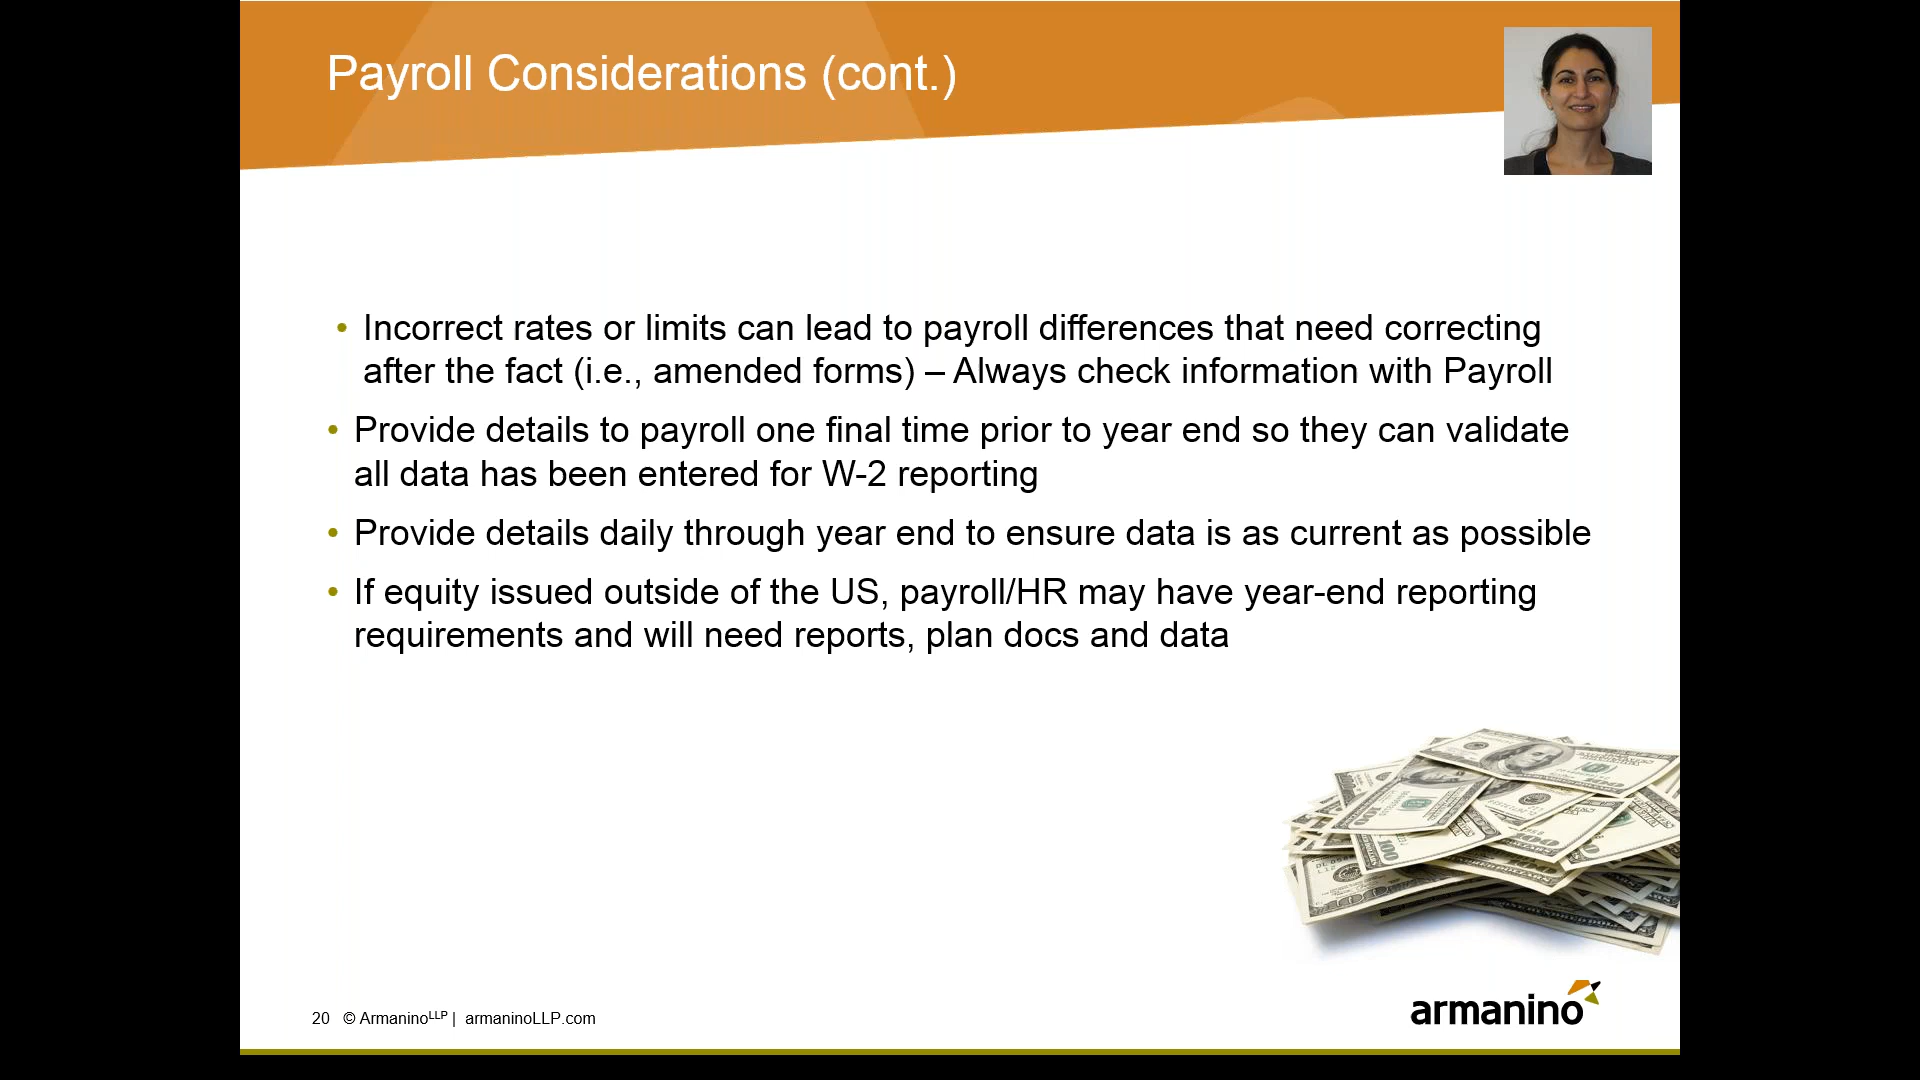 Payroll Considerations (cont.)
• Incorrect rates or limits can lead to payroll differences that need correcting
after the fact (i.e., amended forms) – Always check information with Payroll
• Provide details to payroll one final time prior to year end so they can validate
all data has been entered for W-2 reporting
• Provide details daily through year end to ensure data is as current as possible
• If equity issued outside of the US, payroll/HR may have year-end reporting
requirements and will need reports, plan docs and data
100
100
100
100
armanino
20 © ArmaninoLLP | armaninoLLP.com